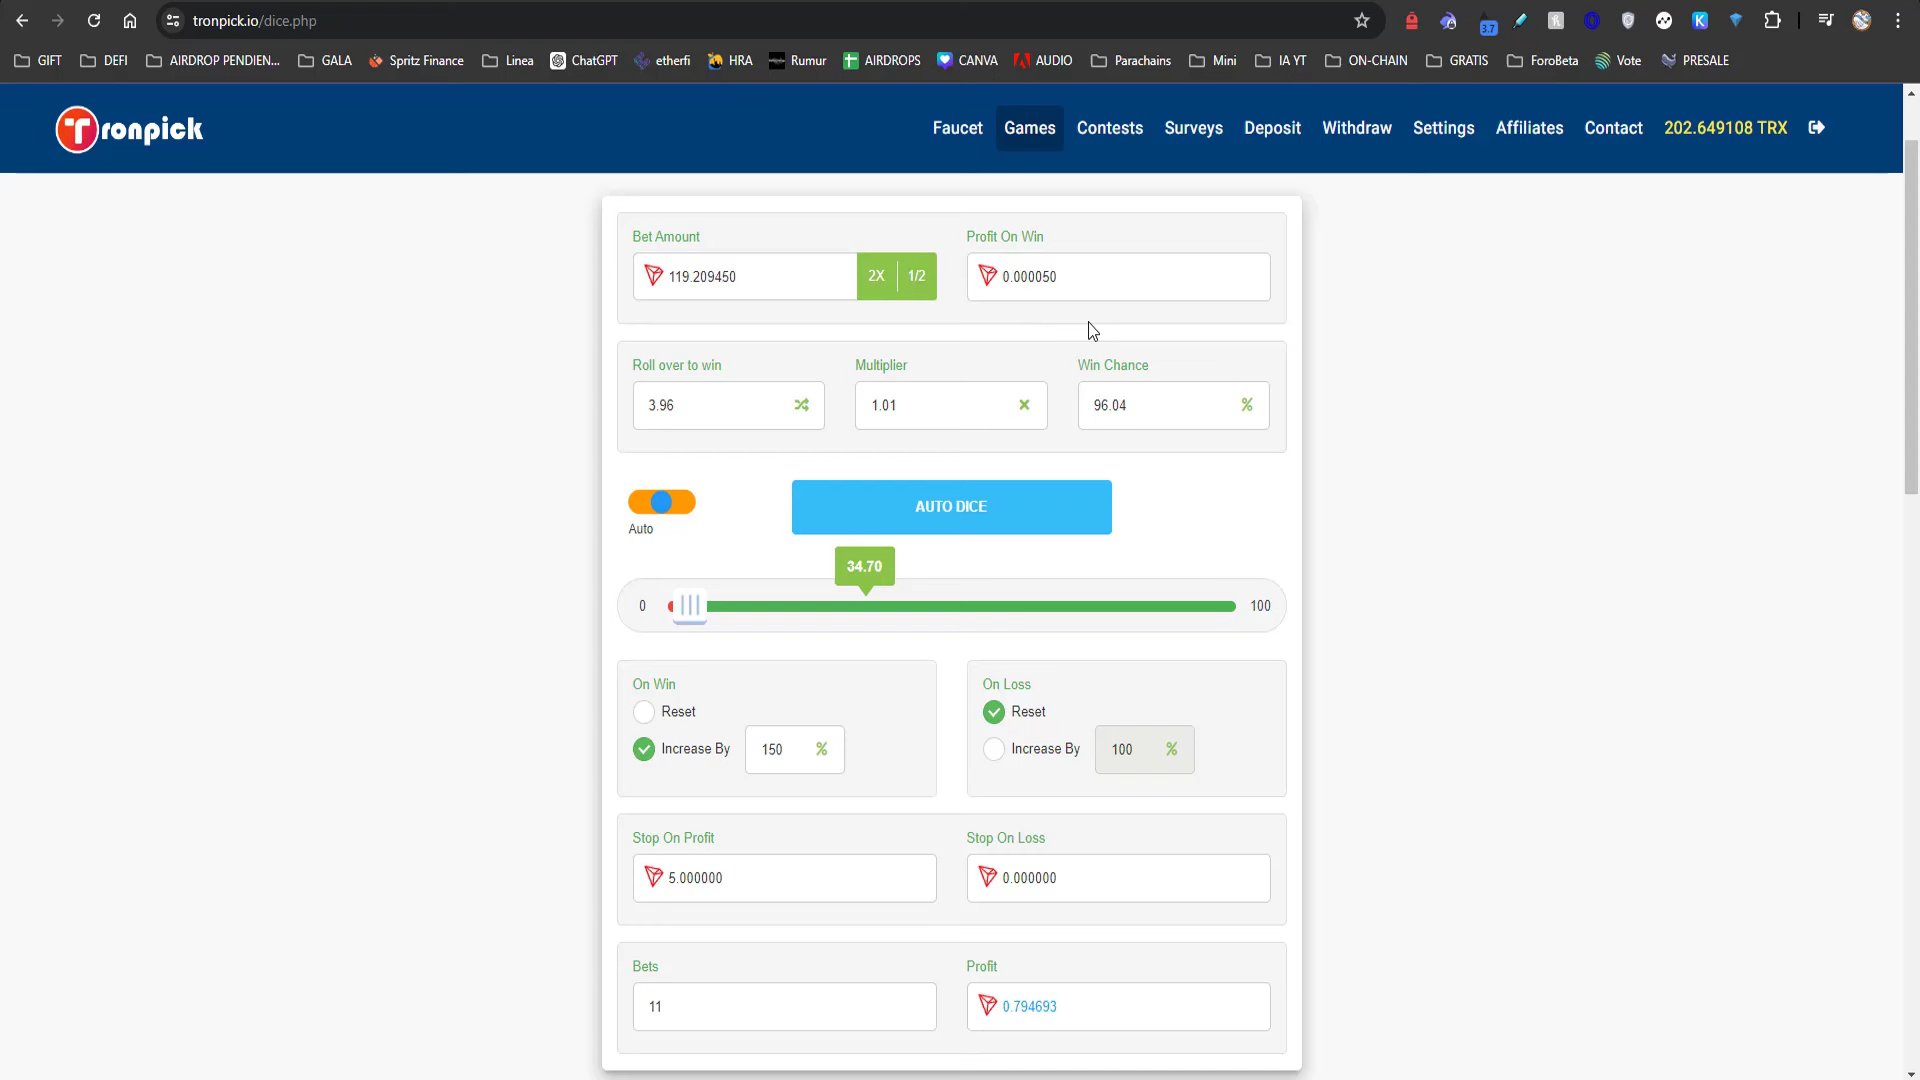 tronpick.io/dice.php
3.7
GIFT DEFI AIRDROP PENDIEN... GALA Spritz Finance Linea ChatGPT etherfi HRA Rumur AIRDROPS CANVA AUDIO Parachains Mini IA YT ON-CHAIN GRATIS ForoBeta Vote PRESALE
Tronpick Faucet Games Contests Surveys Deposit Withdraw Settings Affiliates Contact 202.649108 TRX
Bet Amount Profit On Win
119.209450 2X 1/2 0.000050
Roll over to win Multiplier Win Chance
3.96 1.01 96.04 %
AUTO DICE
Auto
34.70
0 100
On Win On Loss
Reset Reset
Increase By 150 % Increase By 100 %
Stop On Profit Stop On Loss
5.000000 0.000000
Bets Profit
11 0.794693